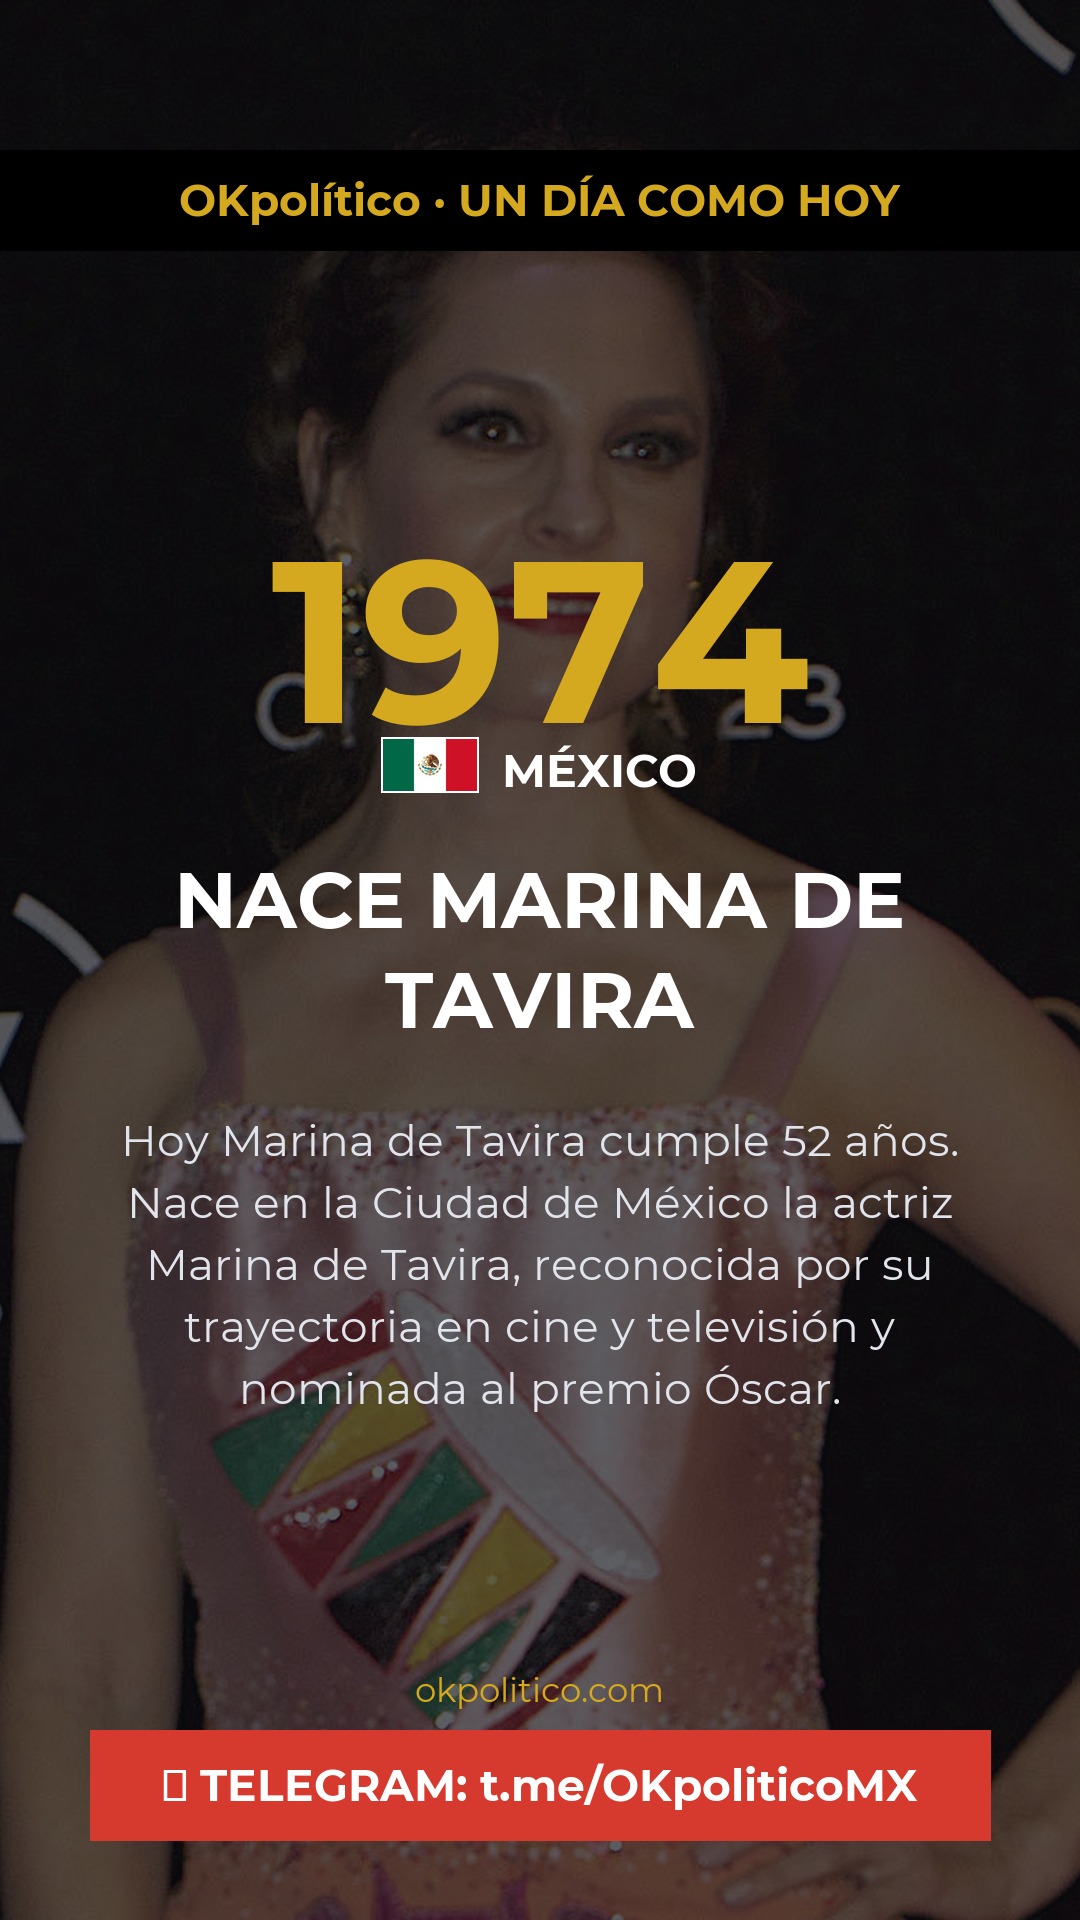 OKpolítico · UN DÍA COMO HOY
1974
MÉXICO
NACE MARINA DE
TAVIRA
Hoy Marina de Tavira cumple 52 años.
Nace en la Ciudad de México la actriz
Marina de Tavira, reconocida por su
trayectoria en cine y televisión y
nominada al premio Óscar.
okpolitico.com
TELEGRAM: t.me/OKpoliticoMX